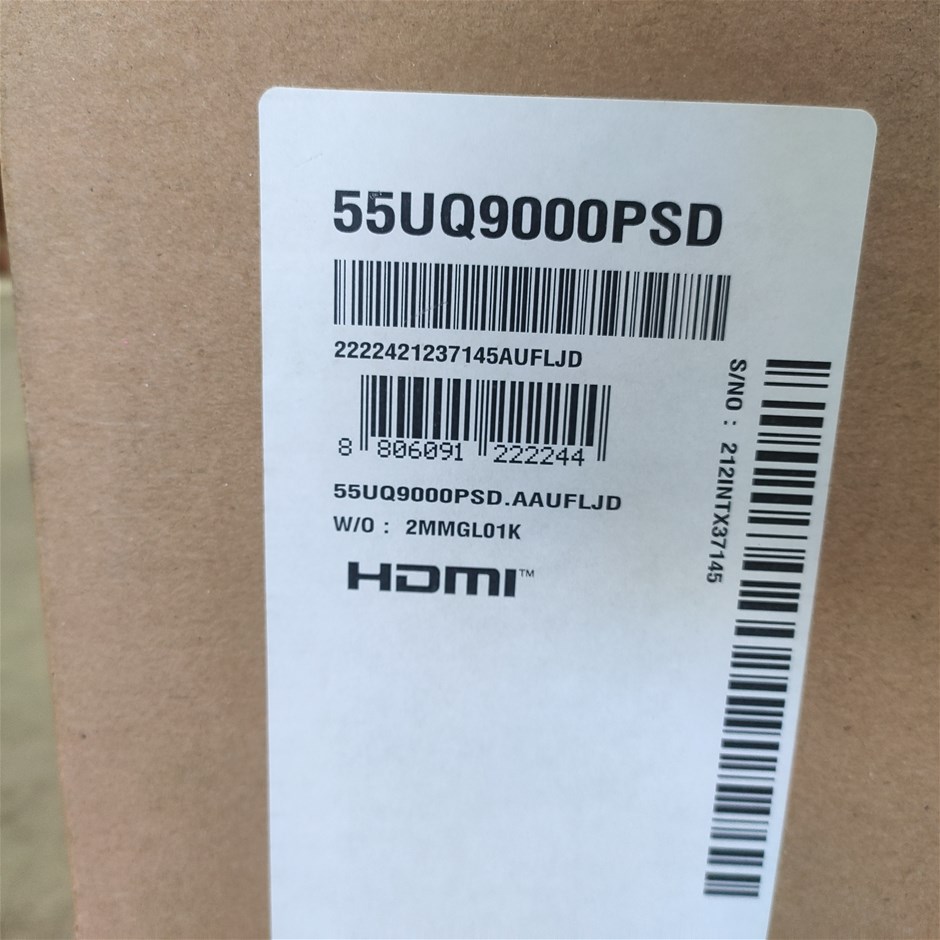 55UQ9000PSD
2222421237145AUFLJD
8 806091 222244
55UQ9000PSD.AAUFLJD
W/O : 2MMGL01K
HDMI™
S/NO : 212INTX37145